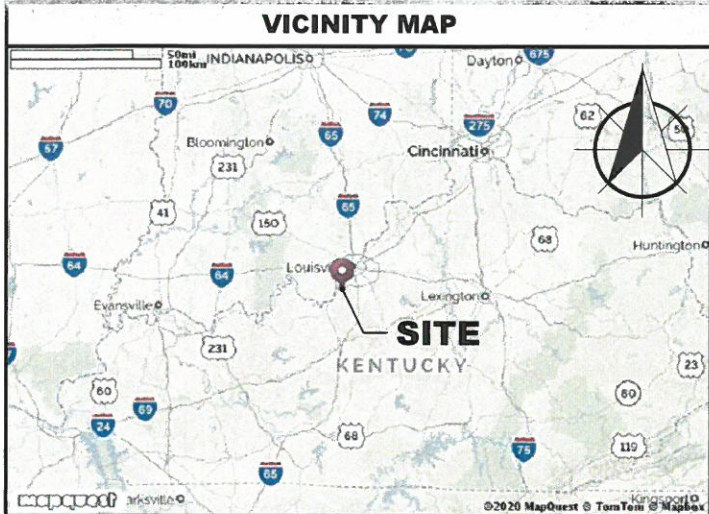 VICINITY MAP
50mi
100km
INDIANAPOLIS
Dayton
675
70
74
57
65
275
62
Bloomington
Cincinnati
231
41
65
150
68
Huntington
64
64
Louisv
Evansville
Lexington
SITE
231
KENTUCKY
23
60
69
60
24
68
75
119
65
mapquest
arksville
Kingsport
©2020 MapQuest © TomTom © Mapbox